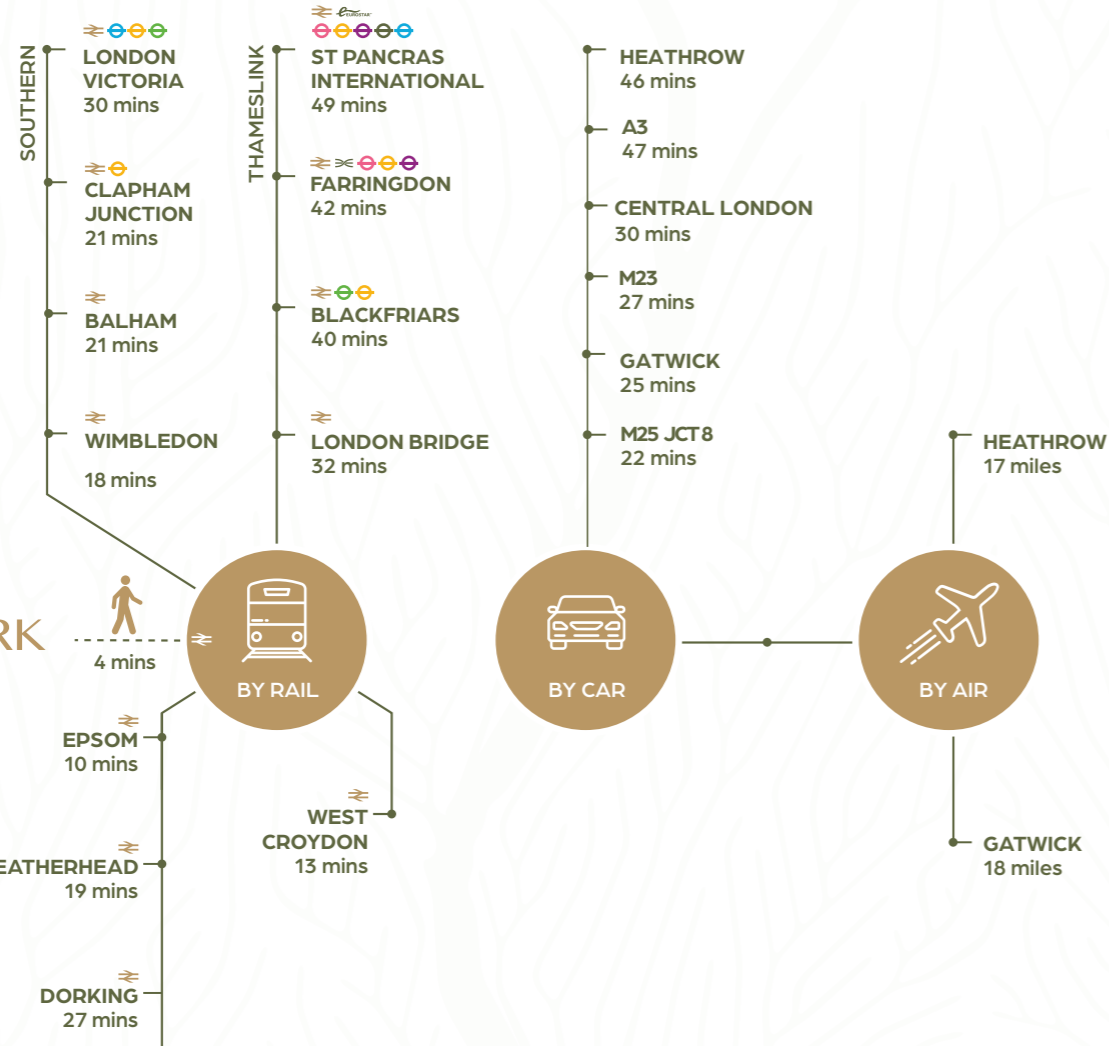 SOUTHERN
LONDON
VICTORIA
30 mins
CLAPHAM
JUNCTION
21 mins
BALHAM
21 mins
WIMBLEDON
18 mins
THAMESLINK
EUROSTAR
ST PANCRAS
INTERNATIONAL
49 mins
FARRINGDON
42 mins
BLACKFRIARS
40 mins
LONDON BRIDGE
32 mins
HEATHROW
46 mins
A3
47 mins
CENTRAL LONDON
30 mins
M23
27 mins
GATWICK
25 mins
M25 JCT 8
22 mins
HEATHROW
17 miles
RK
4 mins
BY RAIL
BY CAR
BY AIR
EPSOM
10 mins
EATHERHEAD
19 mins
DORKING
27 mins
WEST
CROYDON
13 mins
GATWICK
18 miles